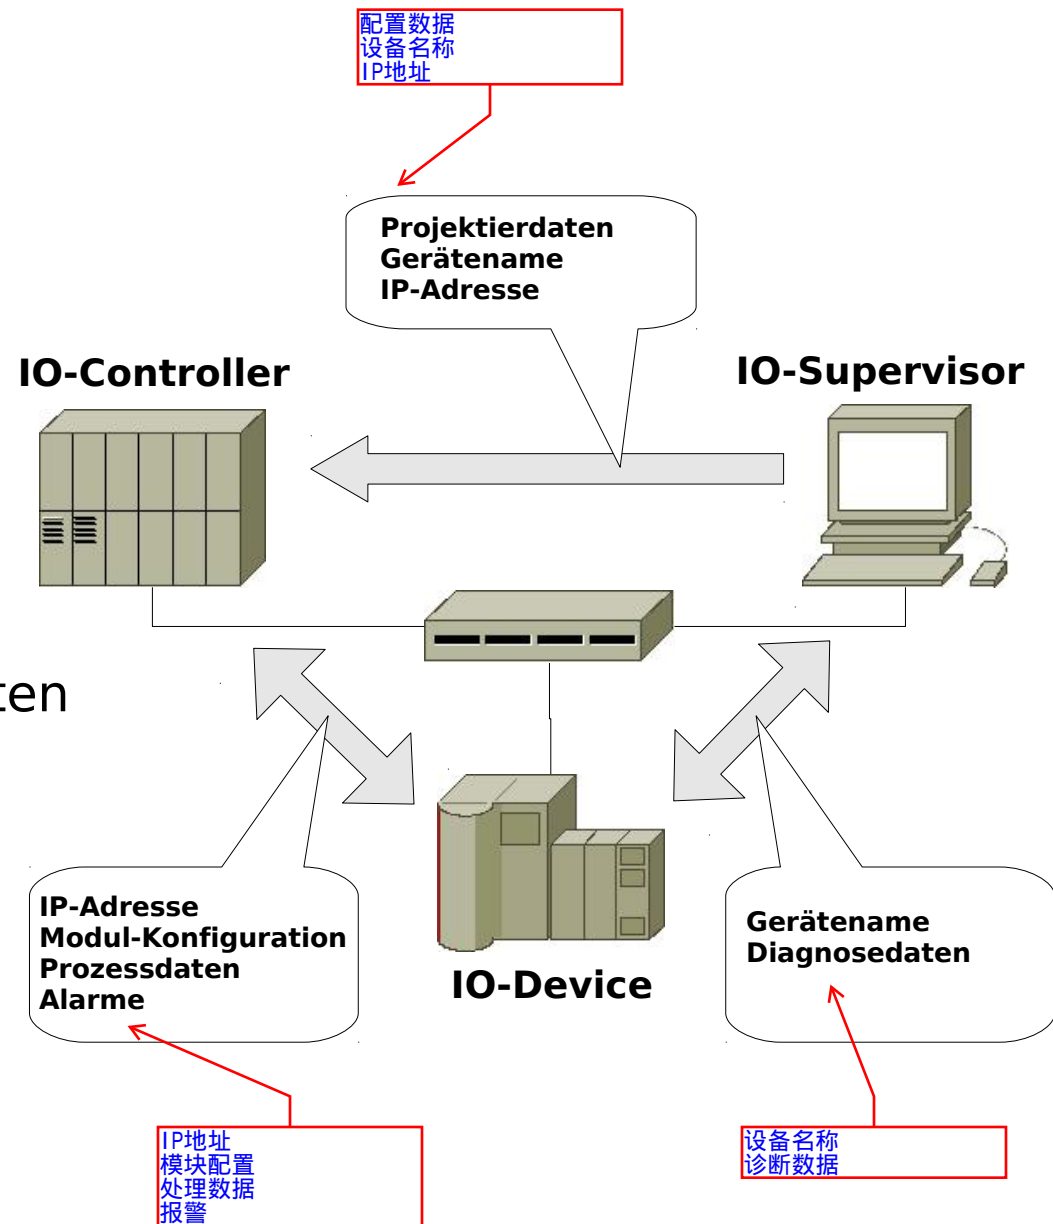 配置数据
设备名称
IP地址
Projektierdaten
Gerätename
IP-Adresse
IO-Controller
IO-Supervisor
ten
IP-Adresse
Modul-Konfiguration
Prozessdaten
Alarme
Gerätename
Diagnosedaten
IO-Device
IP地址
模块配置
处理数据
报警
设备名称
诊断数据